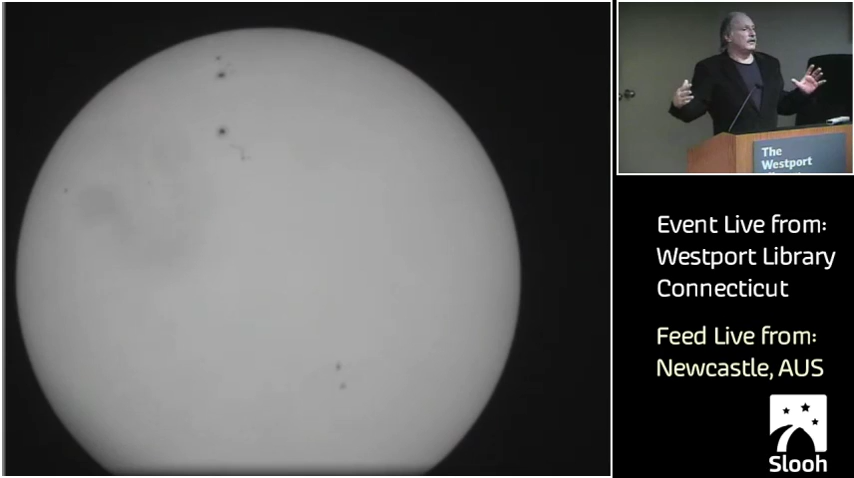 The
Westport
Event Live from:
Westport Library
Connecticut
Feed Live from:
Newcastle, AUS
Slooh